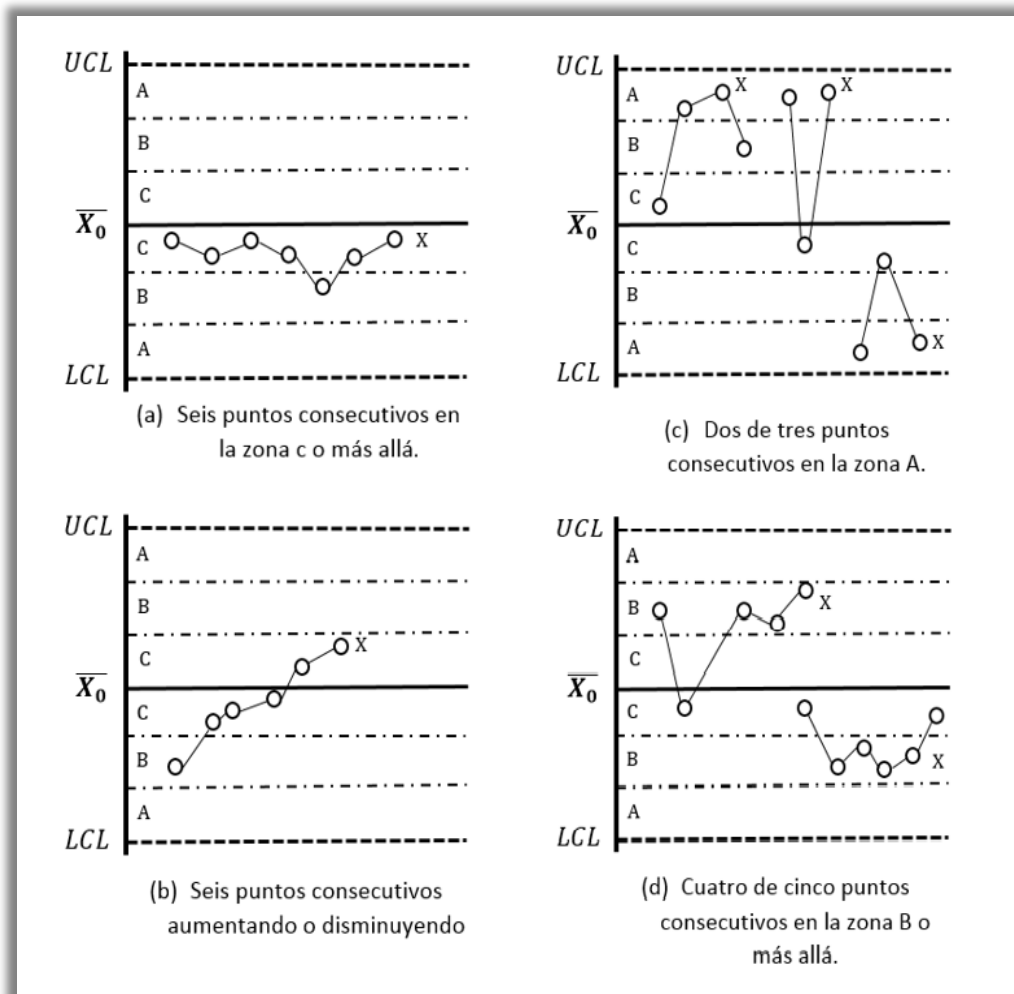 UCL
A
B
C
X̿₀
C
X
B
A
LCL
(a) Seis puntos consecutivos en
la zona c o más allá.
UCL
A
X
X
B
C
X̿₀
C
B
A
X
LCL
(c) Dos de tres puntos
consecutivos en la zona A.
UCL
A
B
C
X
X̿₀
C
B
A
LCL
(b) Seis puntos consecutivos
aumentando o disminuyendo
UCL
A
B
X
C
X̿₀
C
B
X
A
LCL
(d) Cuatro de cinco puntos
consecutivos en la zona B o
más allá.